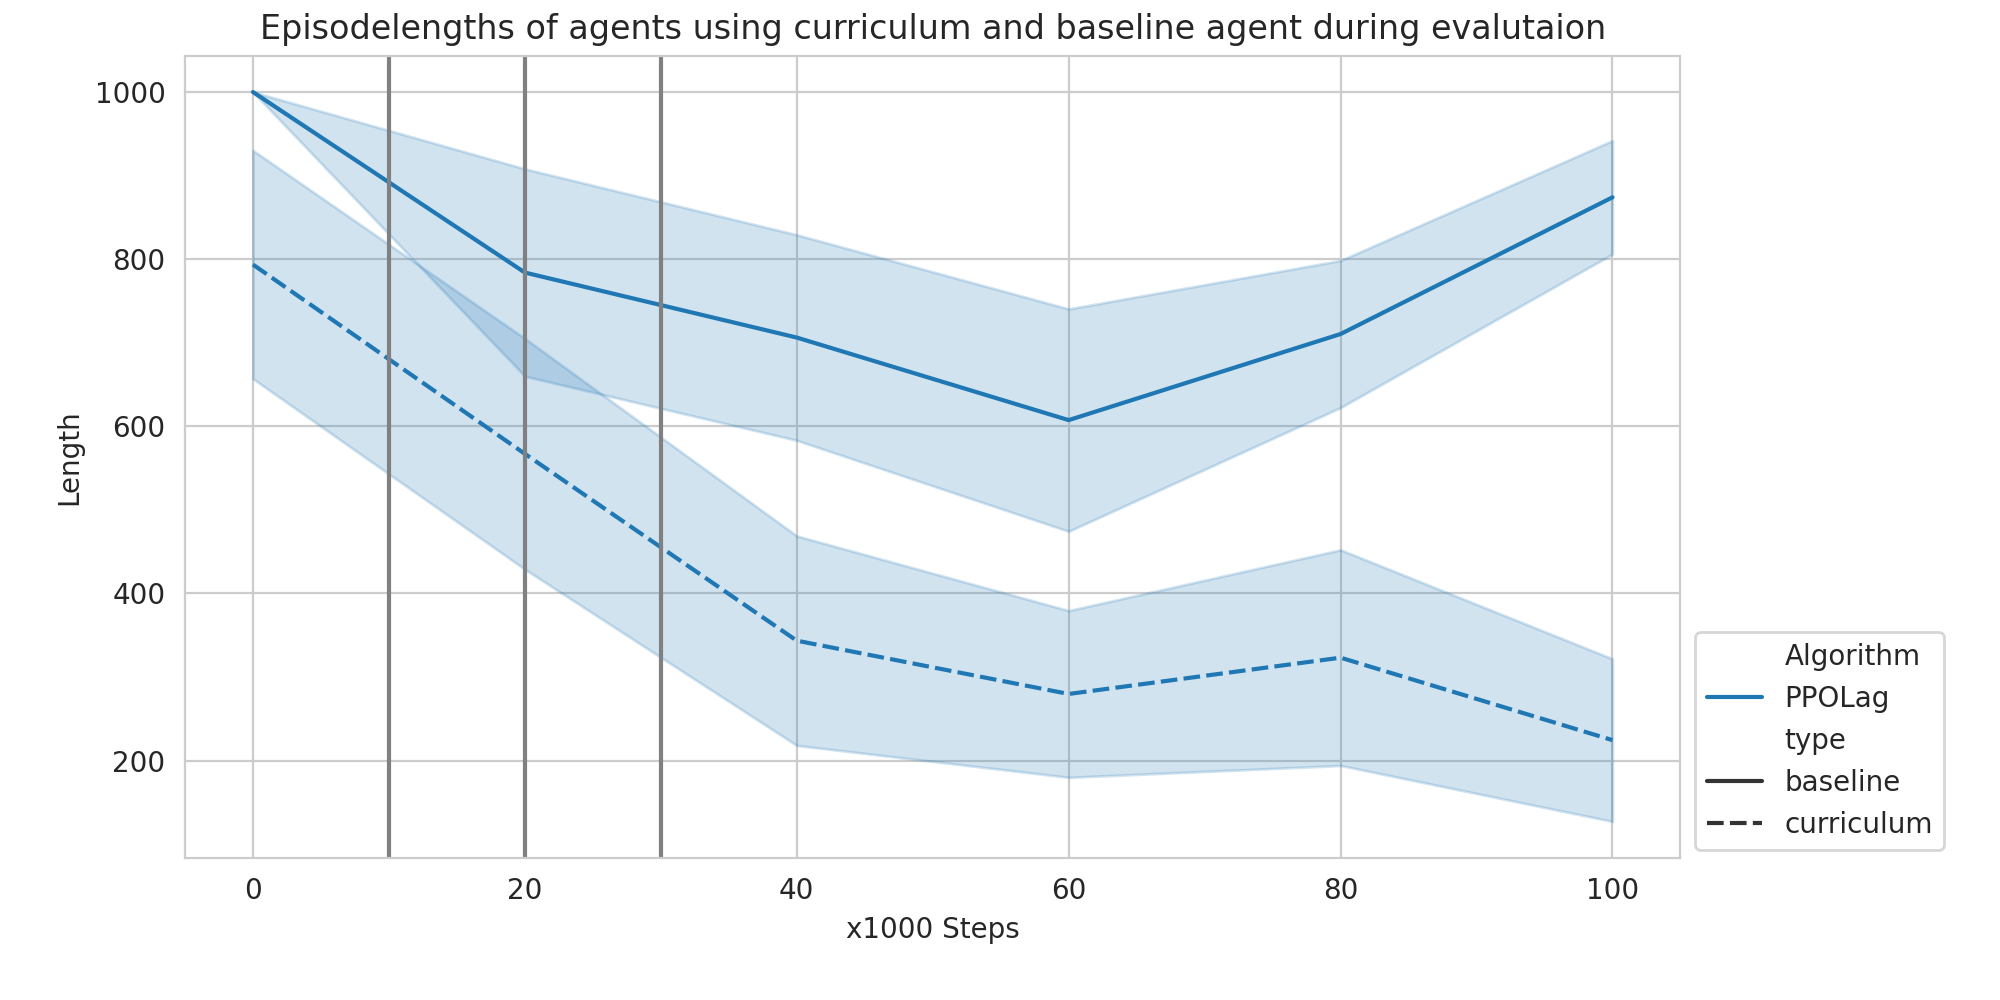 Episodelengths of agents using curriculum and baseline agent during evalutaion
1000
800
600
400
200
Length
0 20 40 60 80 100
x1000 Steps
Algorithm
PPOLag
type
baseline
curriculum